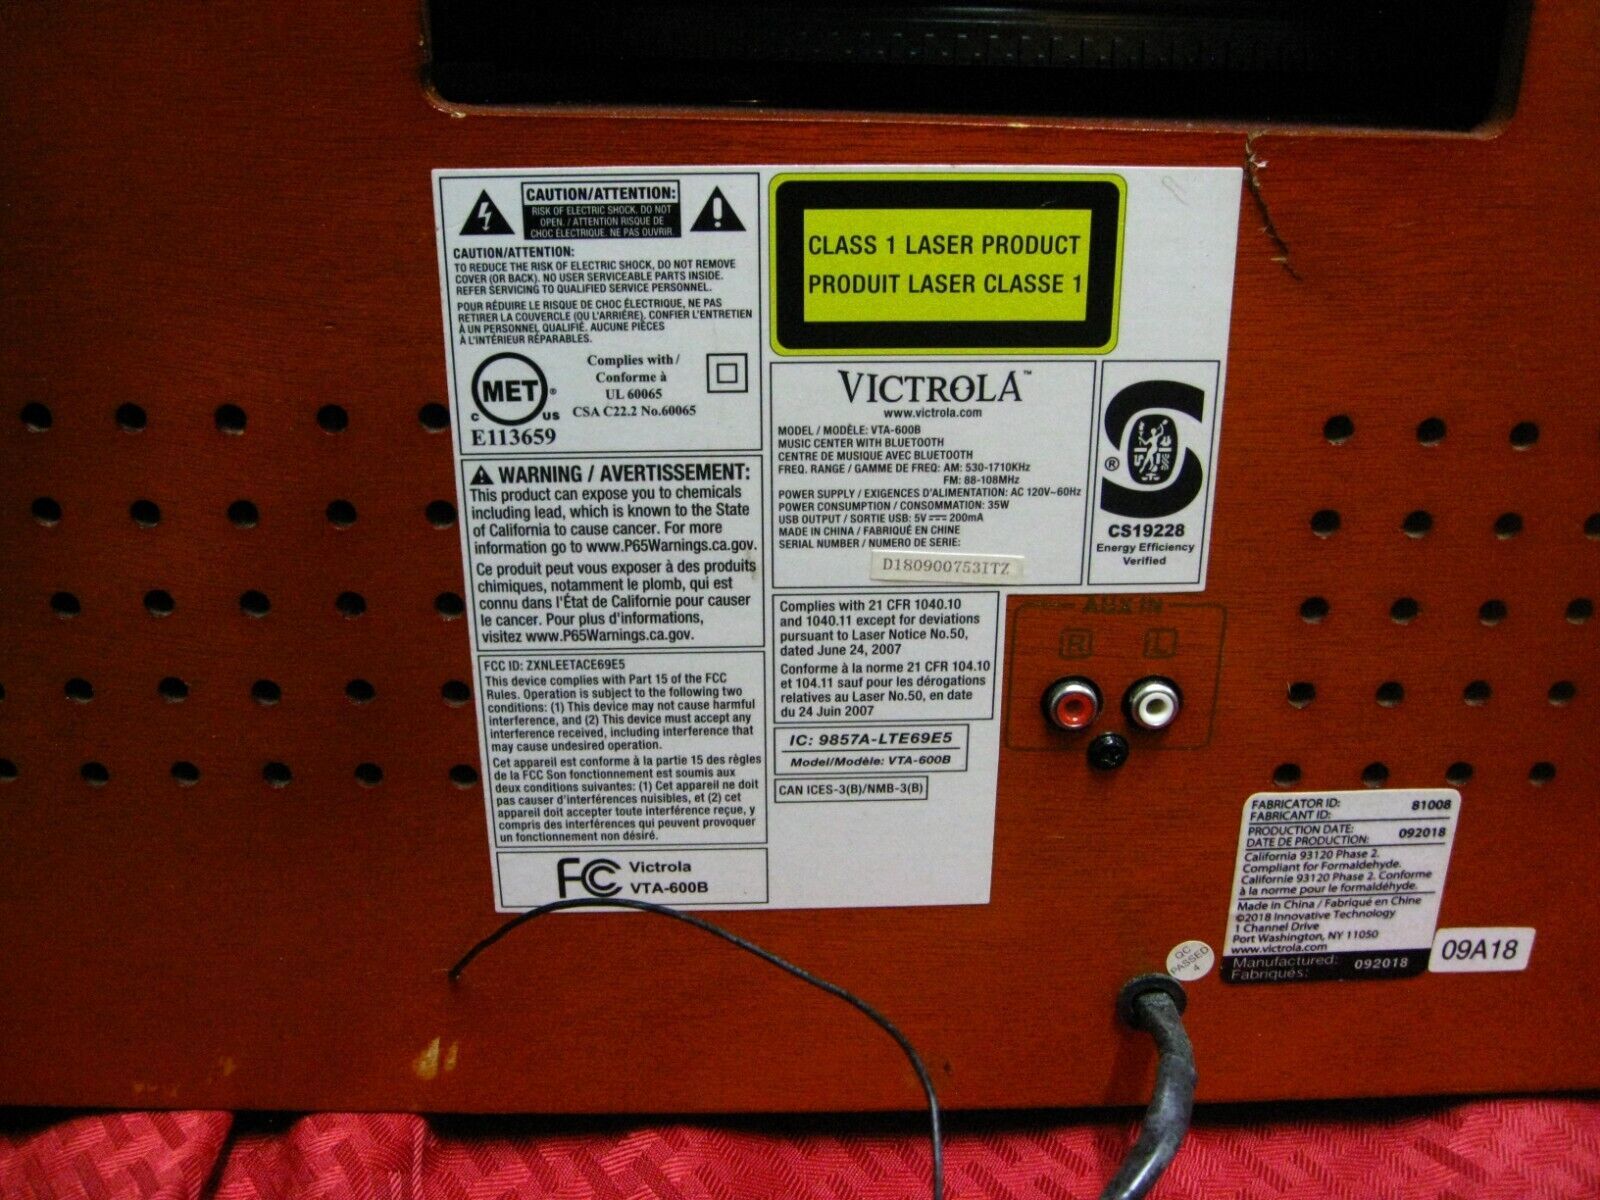 CAUTION/ATTENTION:
RISK OF ELECTRIC SHOCK. DO NOT
OPEN. / ATTENTION RISQUE DE
CHOC ÉLECTRIQUE. NE PAS OUVRIR.
CAUTION/ATTENTION:
TO REDUCE THE RISK OF ELECTRIC SHOCK, DO NOT REMOVE
COVER (OR BACK). NO USER SERVICEABLE PARTS INSIDE.
REFER SERVICING TO QUALIFIED SERVICE PERSONNEL.
POUR RÉDUIRE LE RISQUE DE CHOC ÉLECTRIQUE, NE PAS
RETIRER LA COUVERCLE (OU L'ARRIÈRE). CONFIER L'ENTRETIEN
À UN PERSONNEL QUALIFIÉ. AUCUNE PIÈCES
À L'INTÉRIEUR RÉPARABLES.
MET®
C US
E113659
Complies with /
Conforme à
UL 60065
CSA C22.2 No.60065
WARNING / AVERTISSEMENT:
This product can expose you to chemicals
including lead, which is known to the State
of California to cause cancer. For more
information go to www.P65Warnings.ca.gov.
Ce produit peut vous exposer à des produits
chimiques, notamment le plomb, qui est
connu dans l'État de Californie pour causer
le cancer. Pour plus d'informations,
visitez www.P65Warnings.ca.gov.
FCC ID: ZXNLEETACE69E5
This device complies with Part 15 of the FCC
Rules. Operation is subject to the following two
conditions: (1) This device may not cause harmful
interference, and (2) This device must accept any
interference received, including interference that
may cause undesired operation.
Cet appareil est conforme à la partie 15 des règles
de la FCC Son fonctionnement est soumis aux
deux conditions suivantes: (1) Cet appareil ne doit
pas causer d'interférences nuisibles, et (2) cet
appareil doit accepter toute interférence reçue, y
compris des interférences qui peuvent provoquer
un fonctionnement non désiré.
FC Victrola
VTA-600B
CLASS 1 LASER PRODUCT
PRODUIT LASER CLASSE 1
VICTROLA™
www.victrola.com
MODEL / MODÈLE: VTA-600B
MUSIC CENTER WITH BLUETOOTH
CENTRE DE MUSIQUE AVEC BLUETOOTH
FREQ. RANGE / GAMME DE FREQ: AM: 530-1710KHz
FM: 88-108MHz
POWER SUPPLY / EXIGENCES D'ALIMENTATION: AC 120V~60Hz
POWER CONSUMPTION / CONSOMMATION: 35W
USB OUTPUT / SORTIE USB: 5V⎓200mA
MADE IN CHINA / FABRIQUÉ EN CHINE
SERIAL NUMBER / NUMERO DE SERIE:
D180900753ITZ
®
CS19228
Energy Efficiency
Verified
Complies with 21 CFR 1040.10
and 1040.11 except for deviations
pursuant to Laser Notice No.50,
dated June 24, 2007
Conforme à la norme 21 CFR 104.10
et 104.11 sauf pour les dérogations
relatives au Laser No.50, en date
du 24 Juin 2007
IC: 9857A-LTE69E5
Model/Modèle: VTA-600B
CAN ICES-3(B)/NMB-3(B)
AUX IN
R L
FABRICATOR ID: 81008
FABRICANT ID:
PRODUCTION DATE: 092018
DATE DE PRODUCTION:
California 93120 Phase 2.
Compliant for Formaldehyde.
Californie 93120 Phase 2. Conforme
à la norme pour le formaldéhyde.
Made in China / Fabriqué en Chine
©2018 Innovative Technology
1 Channel Drive
Port Washington, NY 11050
www.victrola.com
Manufactured: 092018
Fabriqués:
09A18
QC
PASSED
4